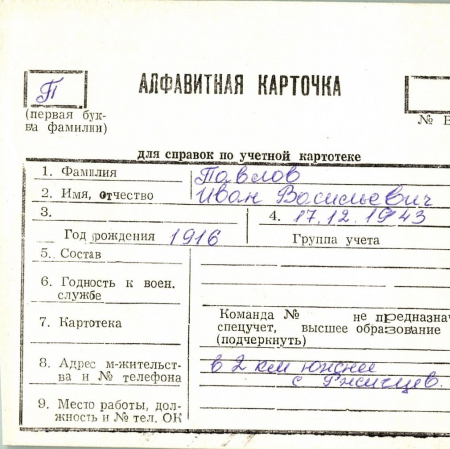 П
АЛФАВИТНАЯ КАРТОЧКА
(первая бук-
ва фамилии)
№ В
для справок по учетной картотеке
1. Фамилия Павлов
2. Имя, отчество Иван Васильевич
3. 4. 17.12.1943
Год рождения 1916 Группа учета
5. Состав
6. Годность к воен.
службе
7. Картотека
Команда № не предназна
спецучет, высшее образование
(подчеркнуть)
8. Адрес м-жительст-
ва и № телефона
в 2 км южнее
с.
9. Место работы, дол-
жность и № тел. ОК